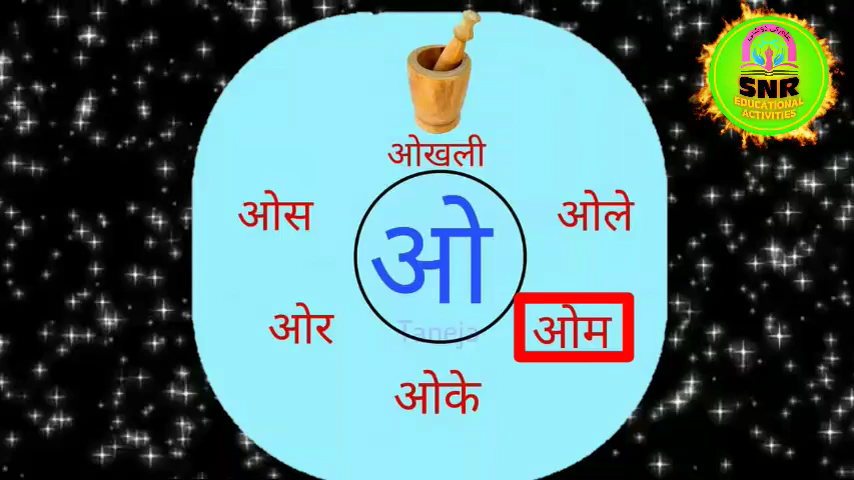 ओखली
ओस
ओले
ओ
ओर
Taneja
ओम
ओके
SNR
EDUCATIONAL
ACTIVITIES